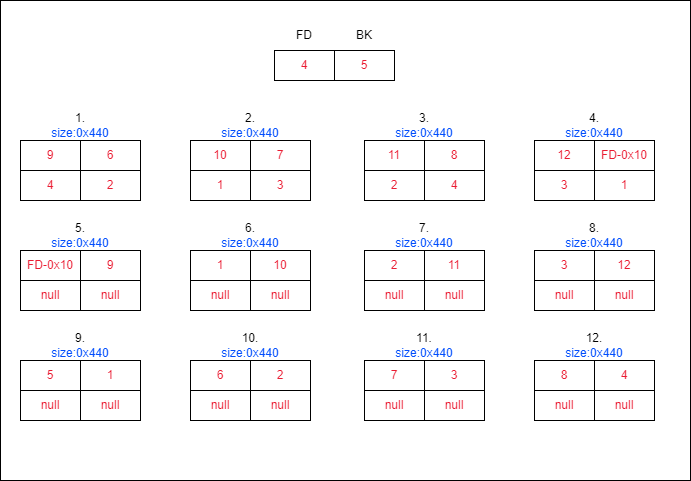 FD BK
4 5
1. 2. 3. 4.
size:0x440 size:0x440 size:0x440 size:0x440
9 6 10 7 11 8 12 FD-0x10
4 2 1 3 2 4 3 1
5. 6. 7. 8.
size:0x440 size:0x440 size:0x440 size:0x440
FD-0x10 9 1 10 2 11 3 12
null null null null null null null null
9. 10. 11. 12.
size:0x440 size:0x440 size:0x440 size:0x440
5 1 6 2 7 3 8 4
null null null null null null null null